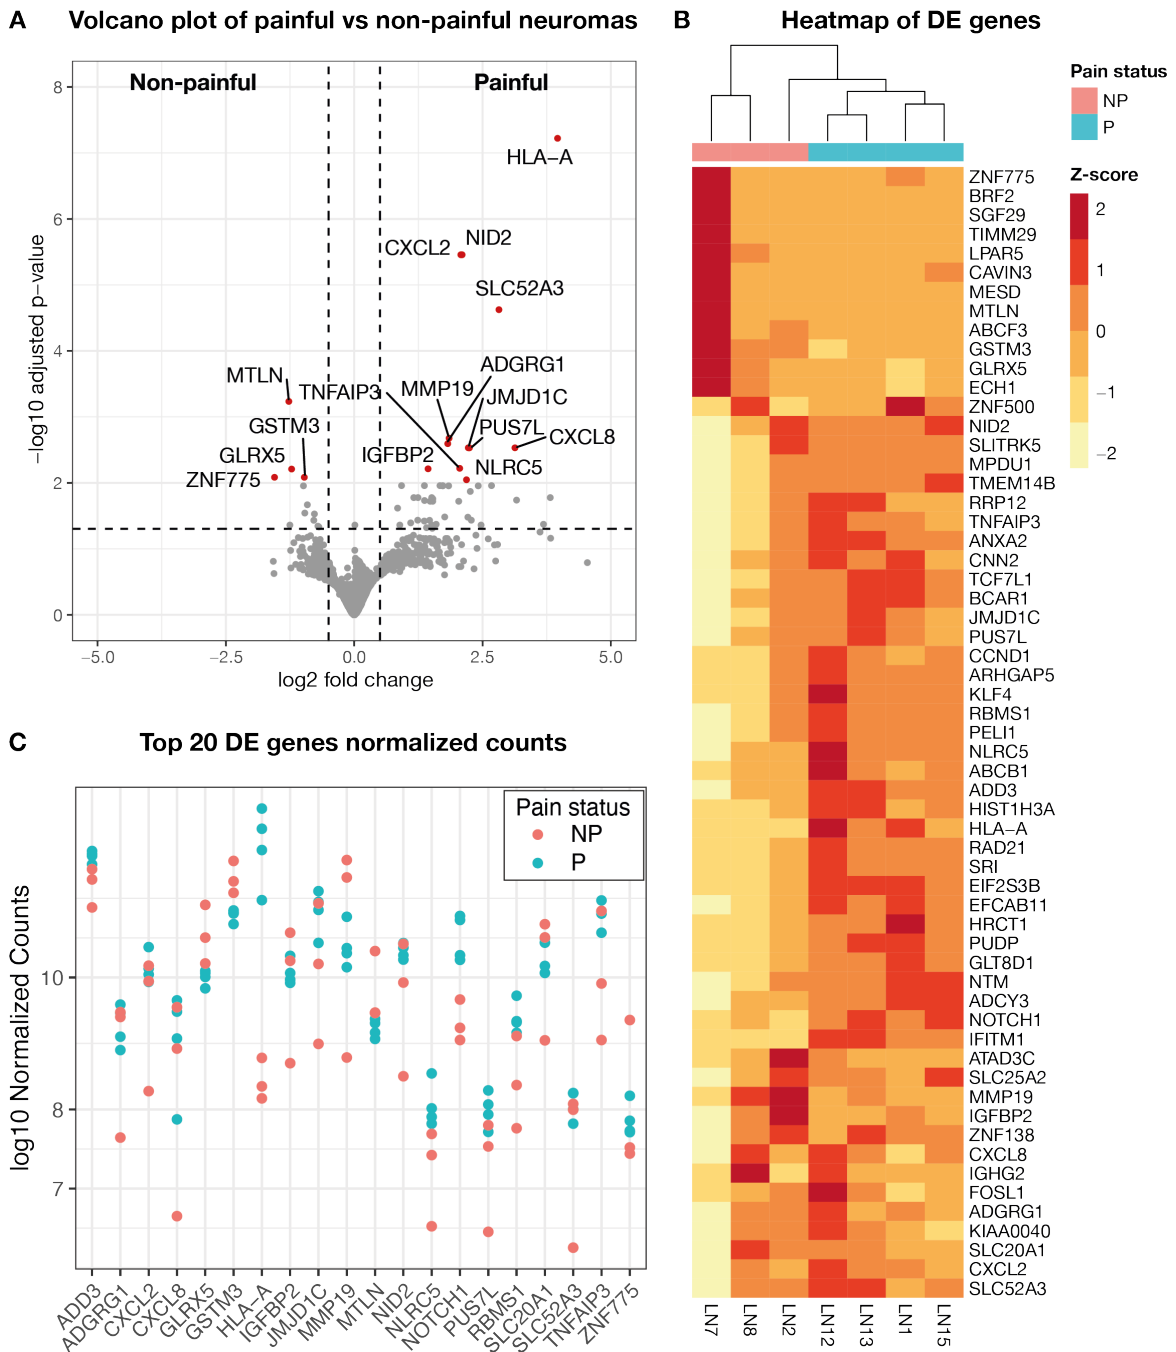 A
Volcano plot of painful vs non-painful neuromas
Non-painful
Painful
HLA−A
CXCL2
NID2
SLC52A3
ADGRG1
MTLN
TNFAIP3
MMP19
JMJD1C
GSTM3
PUS7L
CXCL8
GLRX5
IGFBP2
NLRC5
ZNF775
8
6
4
2
0
−log10 adjusted p−value
−5.0
−2.5
0.0
2.5
5.0
log2 fold change
B
Heatmap of DE genes
Pain status
NP
P
Z-score
2
1
0
−1
−2
ZNF775
BRF2
SGF29
TIMM29
LPAR5
CAVIN3
MESD
MTLN
ABCF3
GSTM3
GLRX5
ECH1
ZNF500
NID2
SLITRK5
MPDU1
TMEM14B
RRP12
TNFAIP3
ANXA2
CNN2
TCF7L1
BCAR1
JMJD1C
PUS7L
CCND1
ARHGAP5
KLF4
RBMS1
PELI1
NLRC5
ABCB1
ADD3
HIST1H3A
HLA−A
RAD21
SRI
EIF2S3B
EFCAB11
HRCT1
PUDP
GLT8D1
NTM
ADCY3
NOTCH1
IFITM1
ATAD3C
SLC25A2
MMP19
IGFBP2
ZNF138
CXCL8
IGHG2
FOSL1
ADGRG1
KIAA0040
SLC20A1
CXCL2
SLC52A3
LN7
LN8
LN2
LN12
LN13
LN1
LN15
C
Top 20 DE genes normalized counts
Pain status
NP
P
log10 Normalized Counts
10
8
7
ADD3
ADGRG1
CXCL2
CXCL8
GLRX5
GSTM3
HLA−A
IGFBP2
JMJD1C
MMP19
MTLN
NID2
NLRC5
NOTCH1
PUS7L
RBMS1
SLC20A1
SLC52A3
TNFAIP3
ZNF775